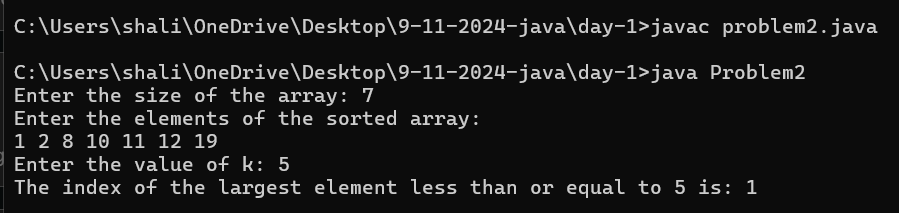 C:\Users\shali\OneDrive\Desktop\9-11-2024-java\day-1>javac problem2.java
C:\Users\shali\OneDrive\Desktop\9-11-2024-java\day-1>java Problem2
Enter the size of the array: 7
Enter the elements of the sorted array:
1 2 8 10 11 12 19
Enter the value of k: 5
The index of the largest element less than or equal to 5 is: 1